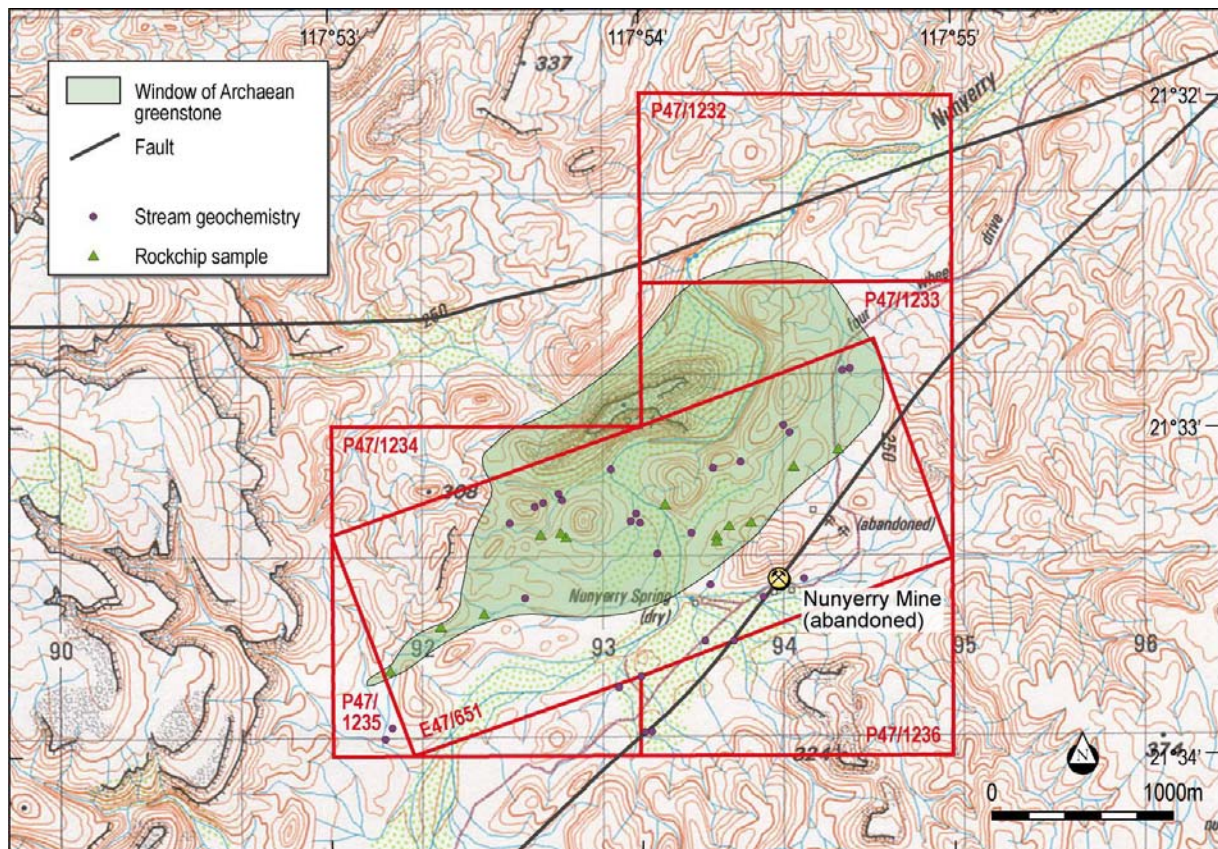 117°53
117°54'
117°55
337
Window of Archaean
greenstone
Fault
Stream geochemistry
Rockchip sample
Nunyerry
21°32
P47/1232
drive
wheel
four
P47/1233
250
P47/1234
21°33'
308
250
(abandoned)
Nunyerry Spring
(dry)
Nunyerry Mine
(abandoned)
90
92
93
94
95
96
P47/
1235
E47/651
P47/1236
324
374
21°34'
N
0
1000m